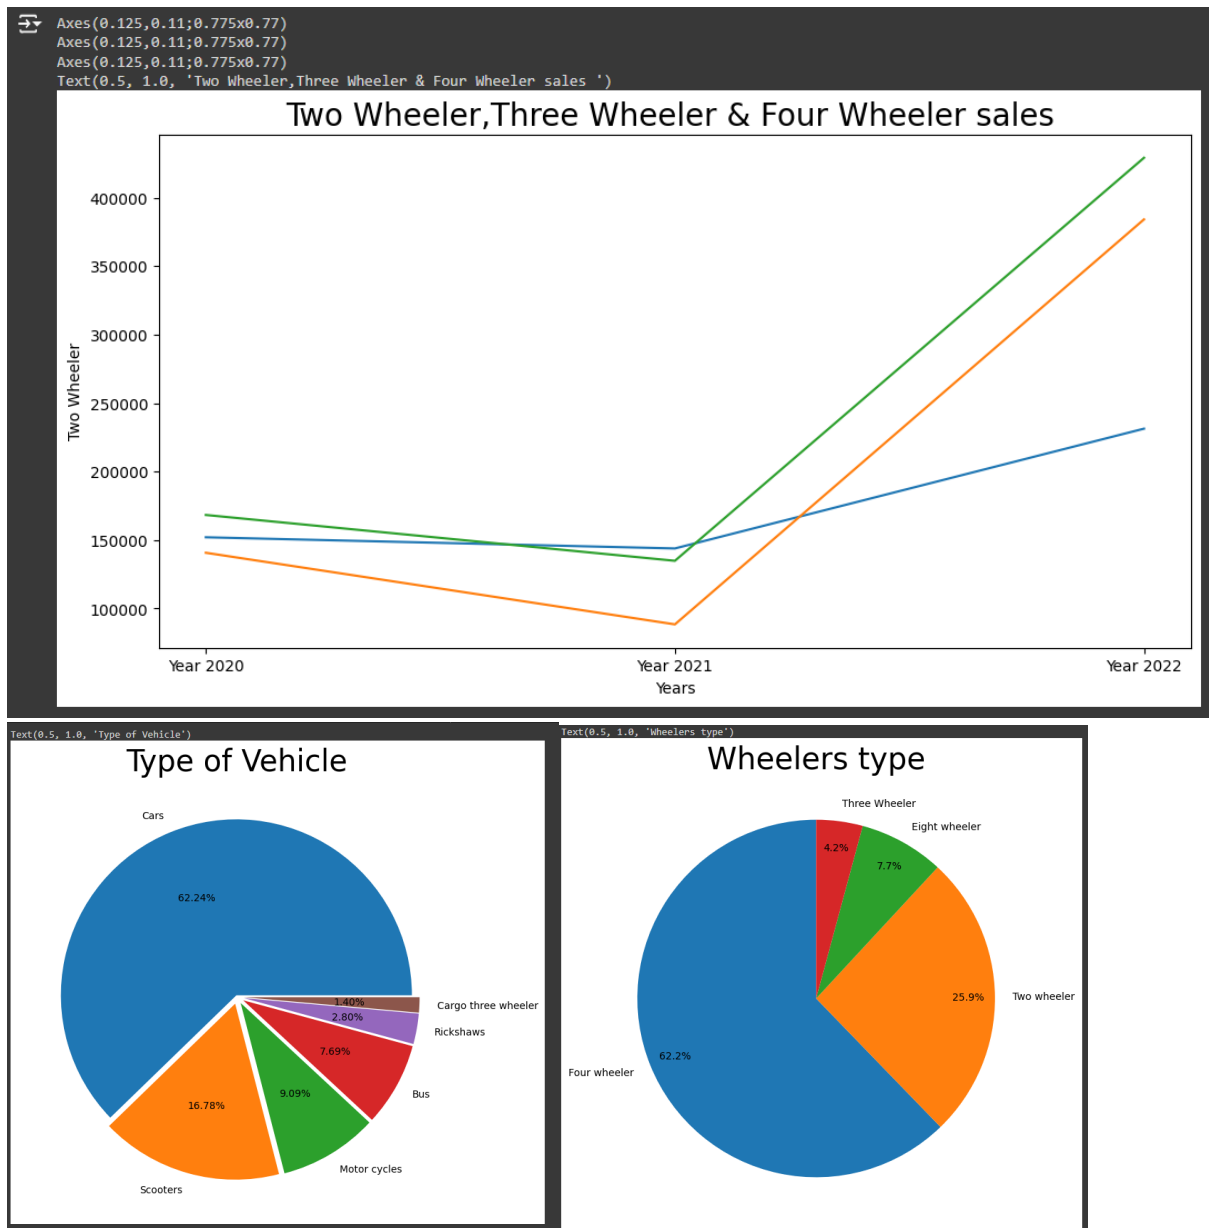 Axes(0.125,0.11;0.775x0.77)
Axes(0.125,0.11;0.775x0.77)
Axes(0.125,0.11;0.775x0.77)
Text(0.5, 1.0, 'Two Wheeler,Three Wheeler & Four Wheeler sales ')
Two Wheeler,Three Wheeler & Four Wheeler sales
Two Wheeler
400000
350000
300000
250000
200000
150000
100000
Year 2020
Year 2021
Year 2022
Years
Text(0.5, 1.0, 'Type of Vehicle')
Type of Vehicle
Cars
62.24%
1.40%
Cargo three wheeler
2.80%
Rickshaws
7.69%
Bus
9.09%
Motor cycles
16.78%
Scooters
Text(0.5, 1.0, 'Wheelers type')
Wheelers type
Three Wheeler
4.2%
Eight wheeler
7.7%
25.9%
Two wheeler
62.2%
Four wheeler